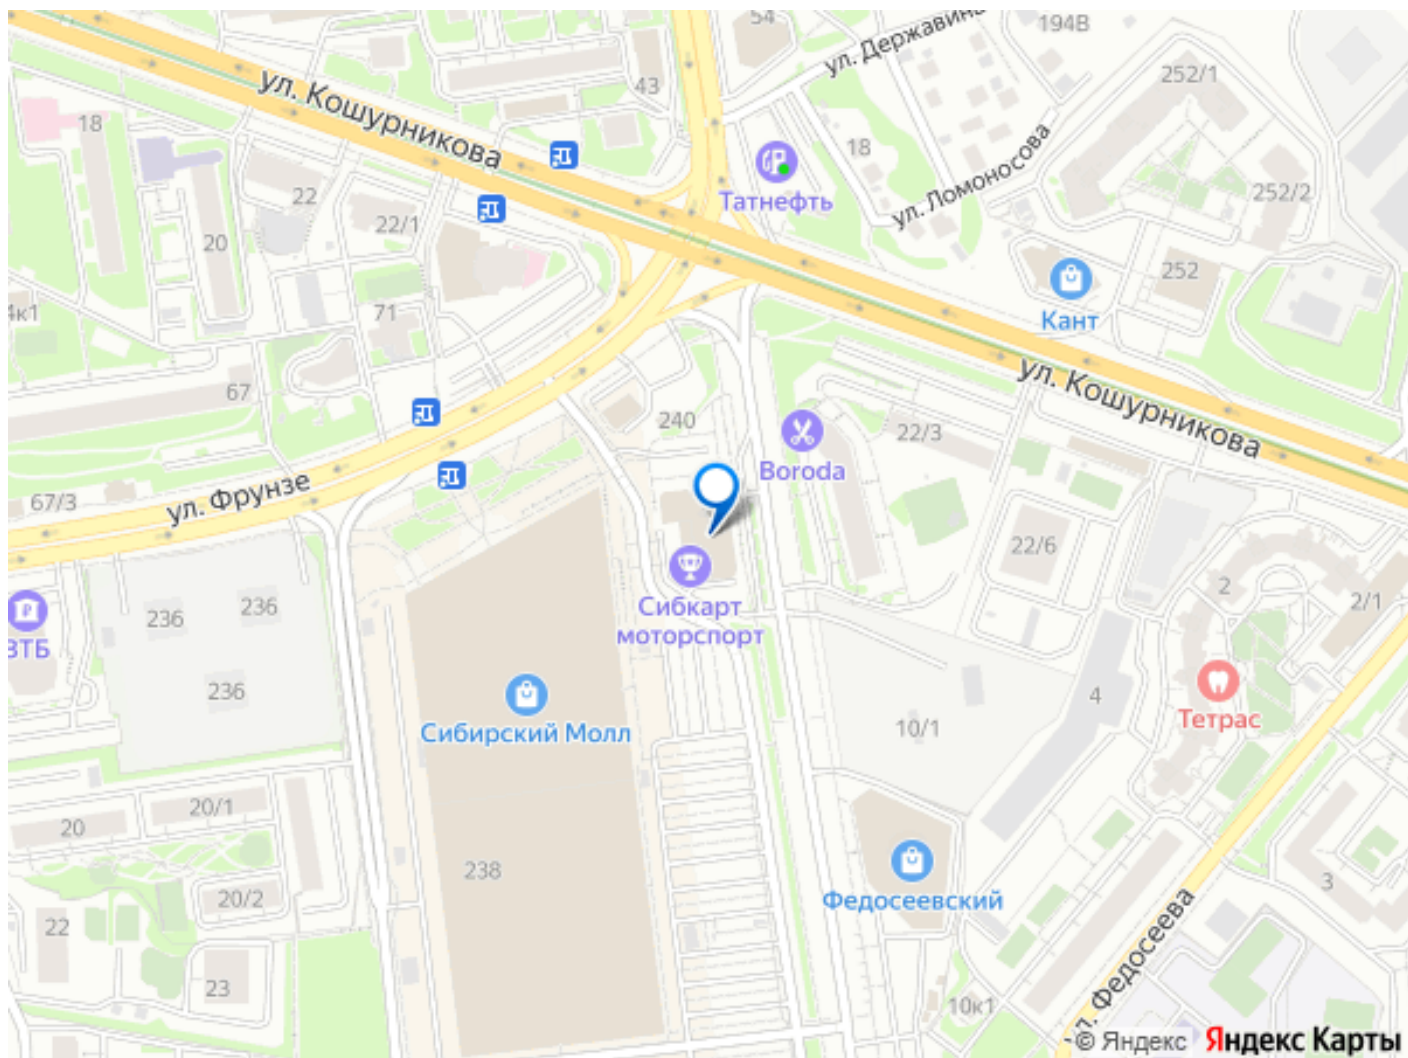 54
194В
ул. Державина
252/1
ул. Кошурникова
43
18
18
Татнефть
ул. Ломоносова
252/2
22
22/1
20
252
Кант
4к1
71
ул. Кошурникова
67
240
Boroda
22/3
ул. Фрунзе
67/3
22/6
2
2/1
236
236
236
ВТБ
Сибкарт
моторспорт
Сибирский Молл
4
Тетрас
10/1
20/1
20
238
20/2
22
23
Федосеевский
3
ул. Федосеева
10к1
© Яндекс Яндекс Карты